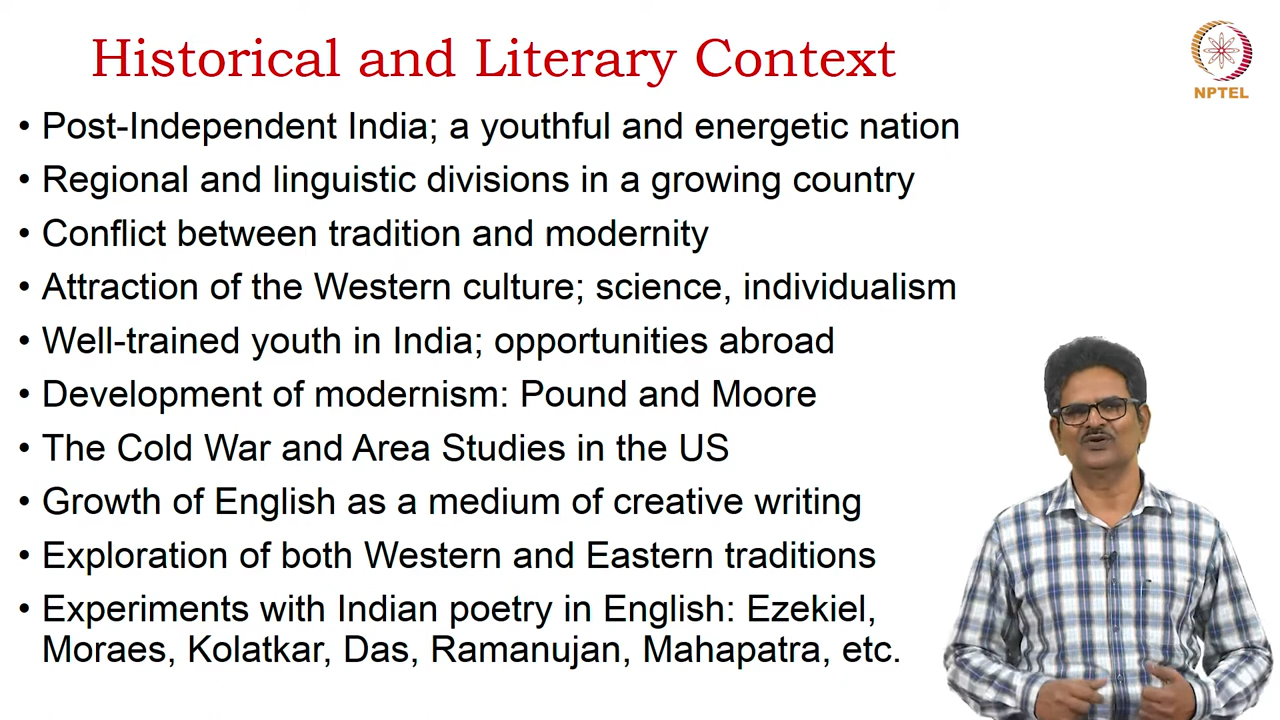 Historical and Literary Context
NPTEL
• Post-Independent India; a youthful and energetic nation
• Regional and linguistic divisions in a growing country
• Conflict between tradition and modernity
• Attraction of the Western culture; science, individualism
• Well-trained youth in India; opportunities abroad
• Development of modernism: Pound and Moore
• The Cold War and Area Studies in the US
• Growth of English as a medium of creative writing
• Exploration of both Western and Eastern traditions
• Experiments with Indian poetry in English: Ezekiel,
Moraes, Kolatkar, Das, Ramanujan, Mahapatra, etc.